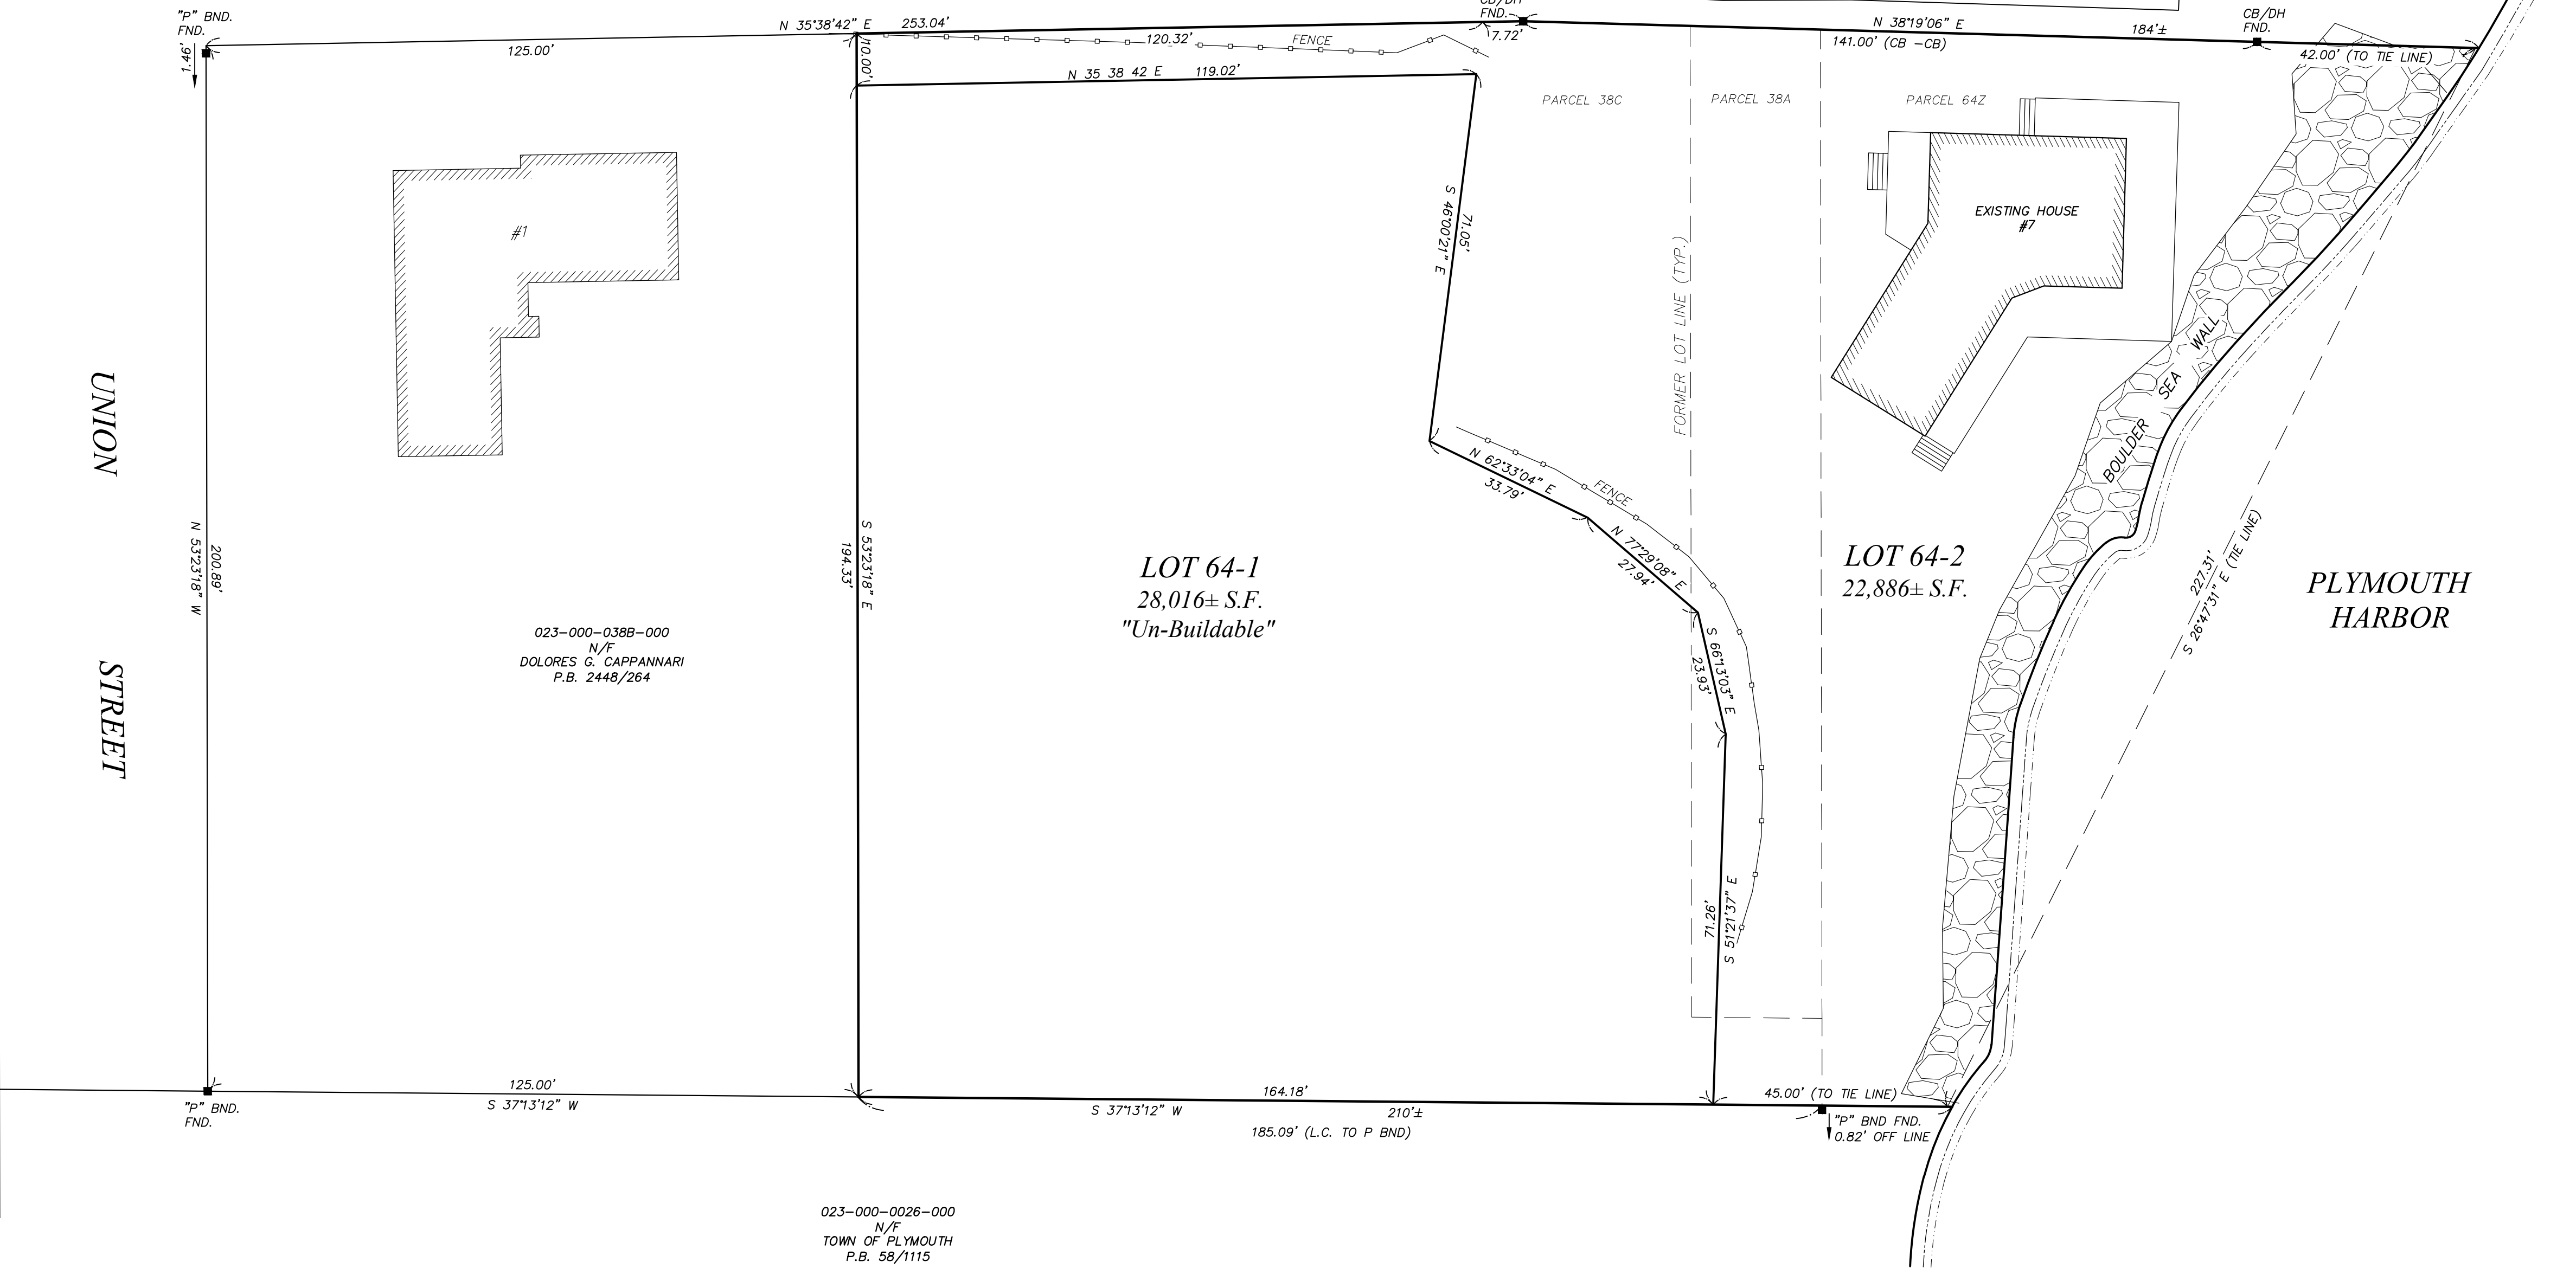 "P" BND.
FND.
1.46'
125.00'
N 35°38'42" E
253.04'
10.00'
120.32'
FENCE
FND.
7.72'
N 38°19'06" E
141.00' (CB -CB)
184'±
CB/DH
FND.
42.00' (TO TIE LINE)
N 35 38 42 E
119.02'
PARCEL 38C
PARCEL 38A
PARCEL 64Z
#1
EXISTING HOUSE
#7
S 46°00'21" E
71.05'
FORMER LOT LINE (TYP.)
BOULDER SEA WALL
UNION STREET
N 53°23'18" W
200.89'
194.33'
S 53°23'18" E
N 62°33'04" E
33.79'
FENCE
N 77°29'08" E
27.94'
S 66°13'03" E
23.93'
LOT 64-1
28,016± S.F.
"Un-Buildable"
LOT 64-2
22,886± S.F.
227.31'
S 26°47'31" E (TIE LINE)
PLYMOUTH
HARBOR
023-000-038B-000
N/F
DOLORES G. CAPPANNARI
P.B. 2448/264
71.26'
S 51°21'37" E
125.00'
S 37°13'12" W
"P" BND.
FND.
164.18'
S 37°13'12" W
210'±
185.09' (L.C. TO P BND)
45.00' (TO TIE LINE)
"P" BND FND.
0.82' OFF LINE
023-000-0026-000
N/F
TOWN OF PLYMOUTH
P.B. 58/1115